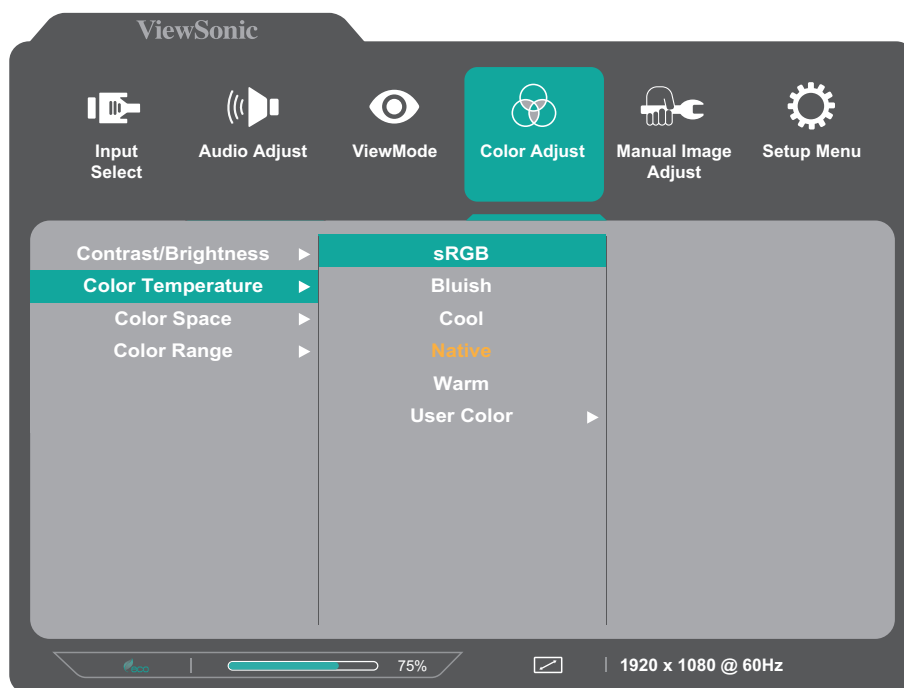 ViewSonic
Input Select
Audio Adjust
ViewMode
Color Adjust
Manual Image Adjust
Setup Menu
Contrast/Brightness
Color Temperature
Color Space
Color Range
sRGB
Bluish
Cool
Native
Warm
User Color
eco
75%
1920 x 1080 @ 60Hz